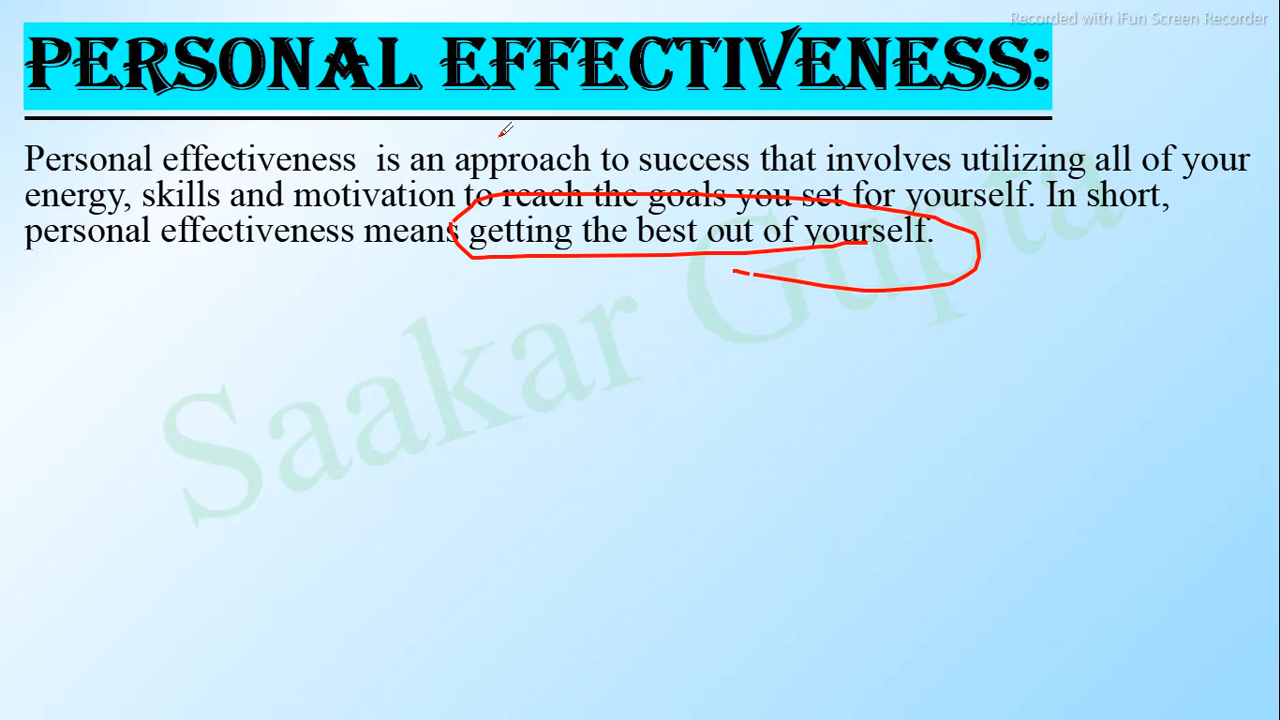 Recorded with iFun Screen Recorder
PERSONAL EFFECTIVENESS:
Personal effectiveness  is an approach to success that involves utilizing all of your
energy, skills and motivation to reach the goals you set for yourself. In short,
personal effectiveness means getting the best out of yourself.
Saakar Gupta